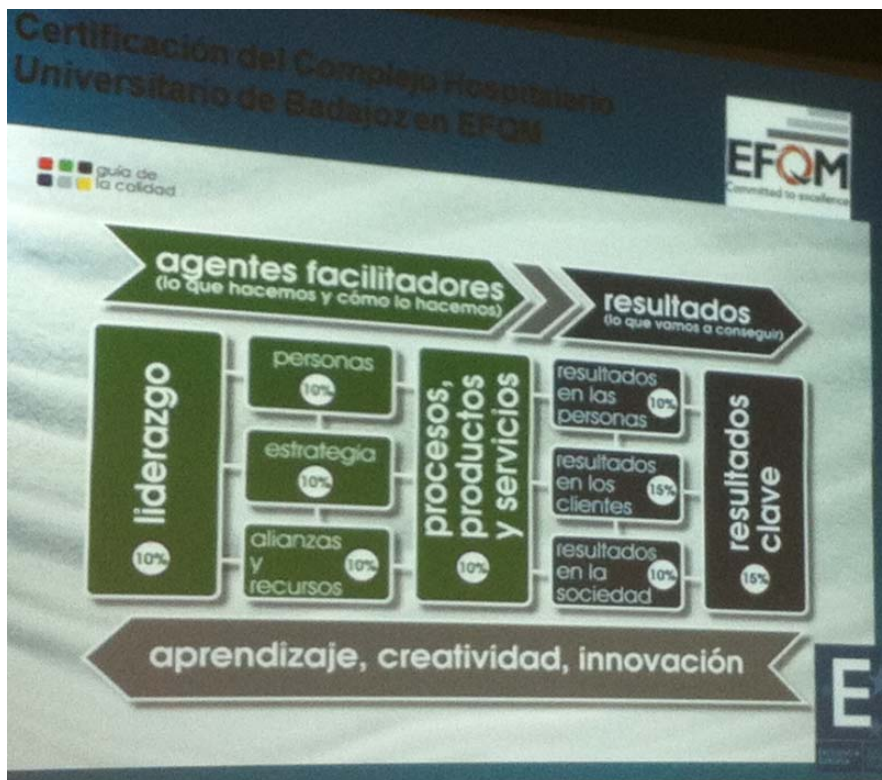 Certificación del Complejo Hospitalario
Universitario de Badajoz en EFQM
EFQM
Committed to excellence
guía de
la calidad
agentes facilitadores
(lo que hacemos y cómo lo hacemos)
resultados
(lo que vamos a conseguir)
liderazgo
10%
personas
10%
estrategia
10%
alianzas
y
recursos
10%
procesos,
productos
y servicios
10%
resultados
en las
personas
10%
resultados
en los
clientes
15%
resultados
en la
sociedad
10%
resultados
clave
15%
aprendizaje, creatividad, innovación
E